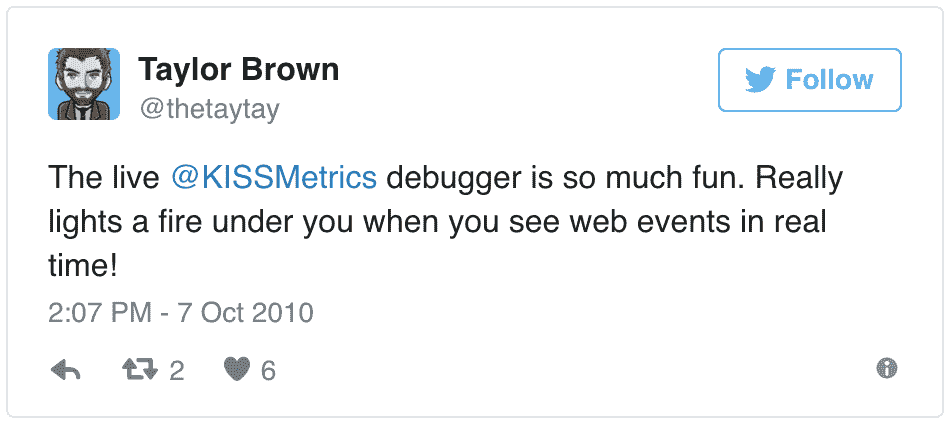 Taylor Brown
@thetaytay
Follow
The live @KISSMetrics debugger is so much fun. Really
lights a fire under you when you see web events in real
time!
2:07 PM - 7 Oct 2010
2 6